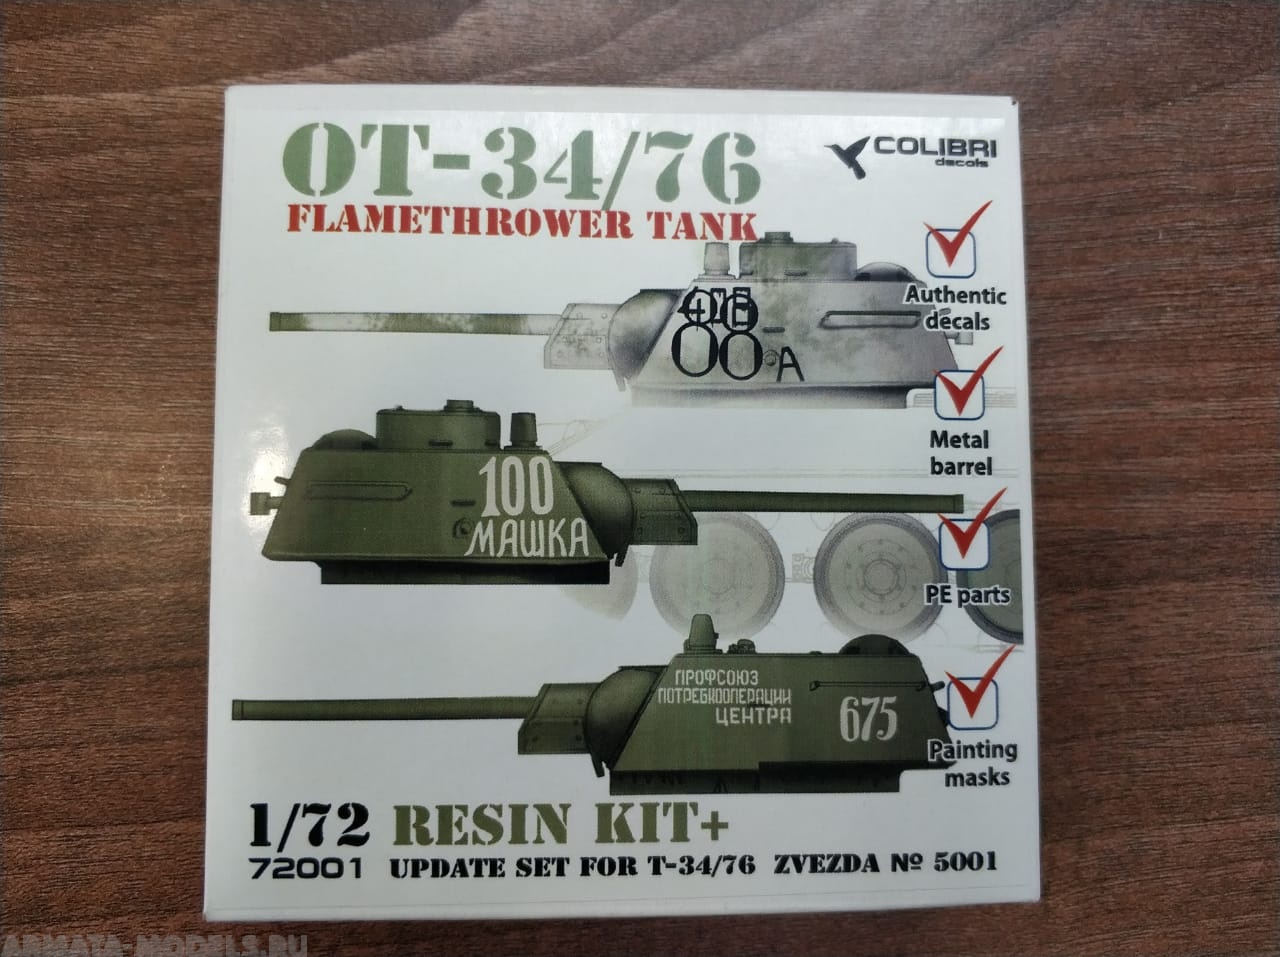 OT-34/76
FLAMETHROWER TANK
COLIBRI
decals
Authentic
decals
08
A
Metal
barrel
100
МАШКА
PE parts
ПРОФСОЮЗ
ПОТРЕБКООПЕРАЦИИ
ЦЕНТРА
675
Painting
masks
1/72 RESIN KIT+
72001 UPDATE SET FOR T-34/76 ZVEZDA № 5001
ARMATA-MODELS.RU